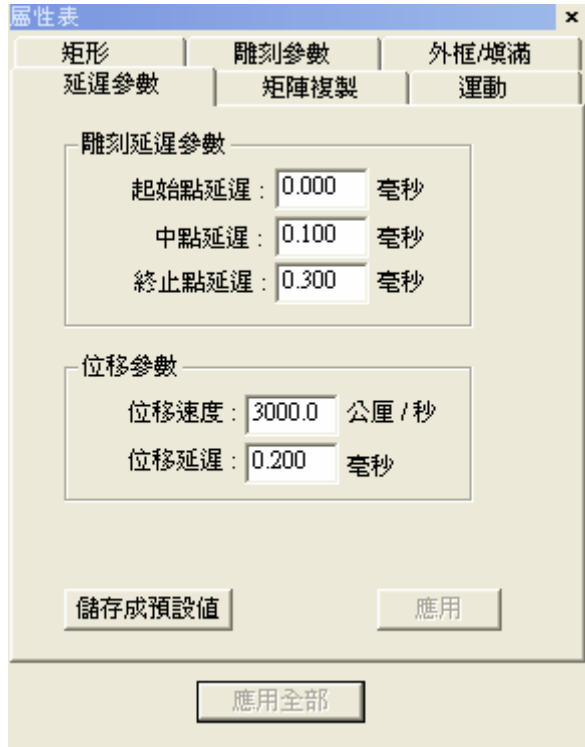 屬性表
矩形 雕刻參數 外框/填滿
延遲參數 矩陣複製 運動
雕刻延遲參數
起始點延遲 : 0.000 毫秒
中點延遲 : 0.100 毫秒
終止點延遲 : 0.300 毫秒
位移參數
位移速度 : 3000.0 公厘 / 秒
位移延遲 : 0.200 毫秒
儲存成預設值 應用
應用全部